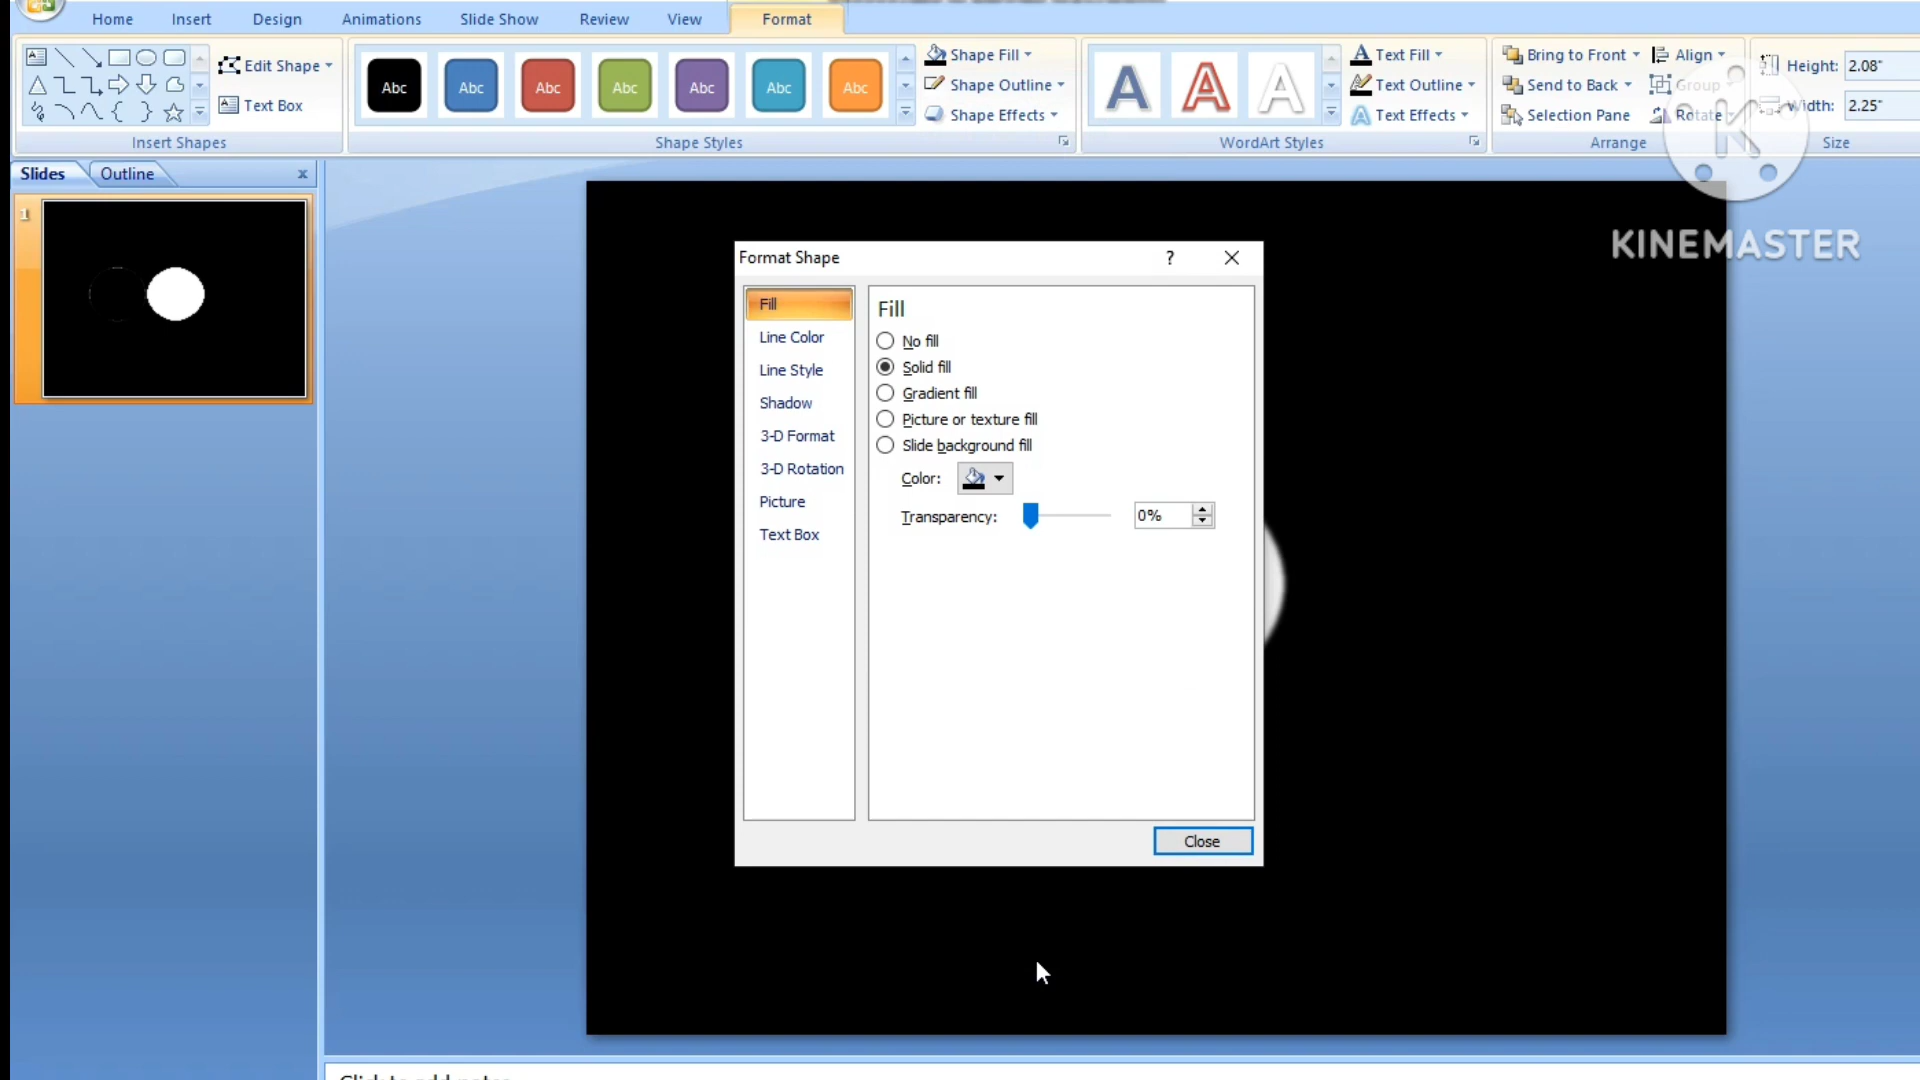 Home Insert Design Animations Slide Show Review View Format
Edit Shape
Text Box
Insert Shapes
Abc Abc Abc Abc Abc Abc Abc
Shape Fill
Shape Outline
Shape Effects
Shape Styles
A A A
Text Fill
Text Outline
Text Effects
WordArt Styles
Bring to Front
Send to Back
Selection Pane
Align
Group
Rotate
Arrange
Height: 2.08"
Width: 2.25"
Size
KINEMASTER
Slides Outline x
1
Format Shape ?
Fill
Line Color
Line Style
Shadow
3-D Format
3-D Rotation
Picture
Text Box
Fill
No fill
Solid fill
Gradient fill
Picture or texture fill
Slide background fill
Color:
Transparency: 0%
Close